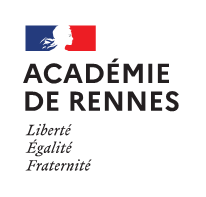 ACADÉMIE
DE RENNES
Liberté
Égalité
Fraternité